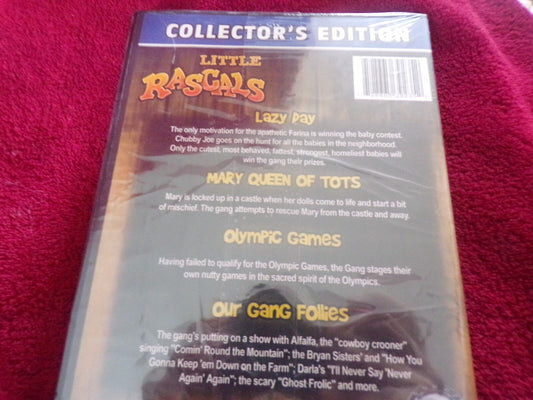 COLLECTOR'S EDITION
LITTLE
RASCALS
Lazy Day
The only motivation for the apathetic Farina is winning the baby contest.
Chubby Joe goes on the hunt for all the babies in the neighborhood.
Only the cutest, most behaved, fattest, strongest, homeliest babies will
win the gang their prizes.
MARY QUEEN OF TOTS
Mary is locked up in a castle when her dolls come to life and start a bit
of mischief. The gang attempts to rescue Mary from the castle and away.
Olympic Games
Having failed to qualify for the Olympic Games, the Gang stages their
own nutty games in the sacred spirit of the Olympics.
Our Gang Follies
The gang's putting on a show with Alfalfa, the "cowboy crooner"
singing "Comin' Round the Mountain"; the Bryan Sisters' and "How You
Gonna Keep 'em Down on the Farm"; Darla's "I'll Never Say 'Never
Again' Again"; the scary "Ghost Frolic" and more.